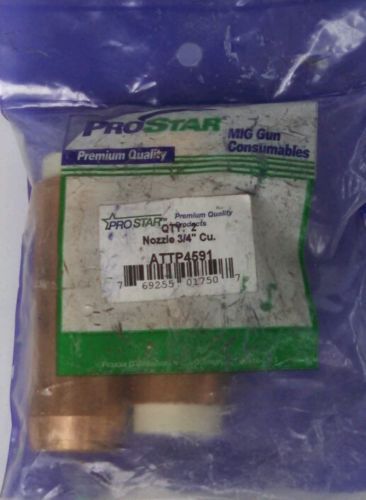 PROSTAR
Premium Quality
MIG Gun
Consumables
PROSTAR™ Premium Quality
Products
QTY. 2
Nozzle 3/4" Cu.
ATTP4591
7 69255 01750 7